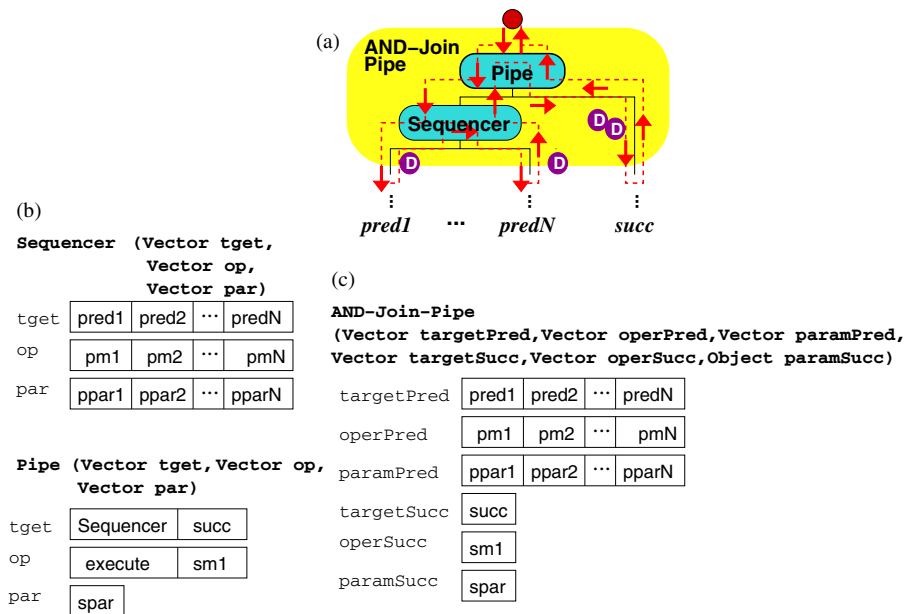 (a)
AND–Join
Pipe
Pipe
Sequencer
D
D
D
D
pred1 ... predN succ
(b)
Sequencer (Vector tget,
Vector op,
Vector par)
tget pred1 pred2 ... predN
op pm1 pm2 ... pmN
par ppar1 ppar2 ... pparN
Pipe (Vector tget,Vector op,
Vector par)
tget Sequencer succ
op execute sm1
par spar
(c)
AND-Join-Pipe
(Vector targetPred,Vector operPred,Vector paramPred,
Vector targetSucc,Vector operSucc,Object paramSucc)
targetPred pred1 pred2 ... predN
operPred pm1 pm2 ... pmN
paramPred ppar1 ppar2 ... pparN
targetSucc succ
operSucc sm1
paramSucc spar